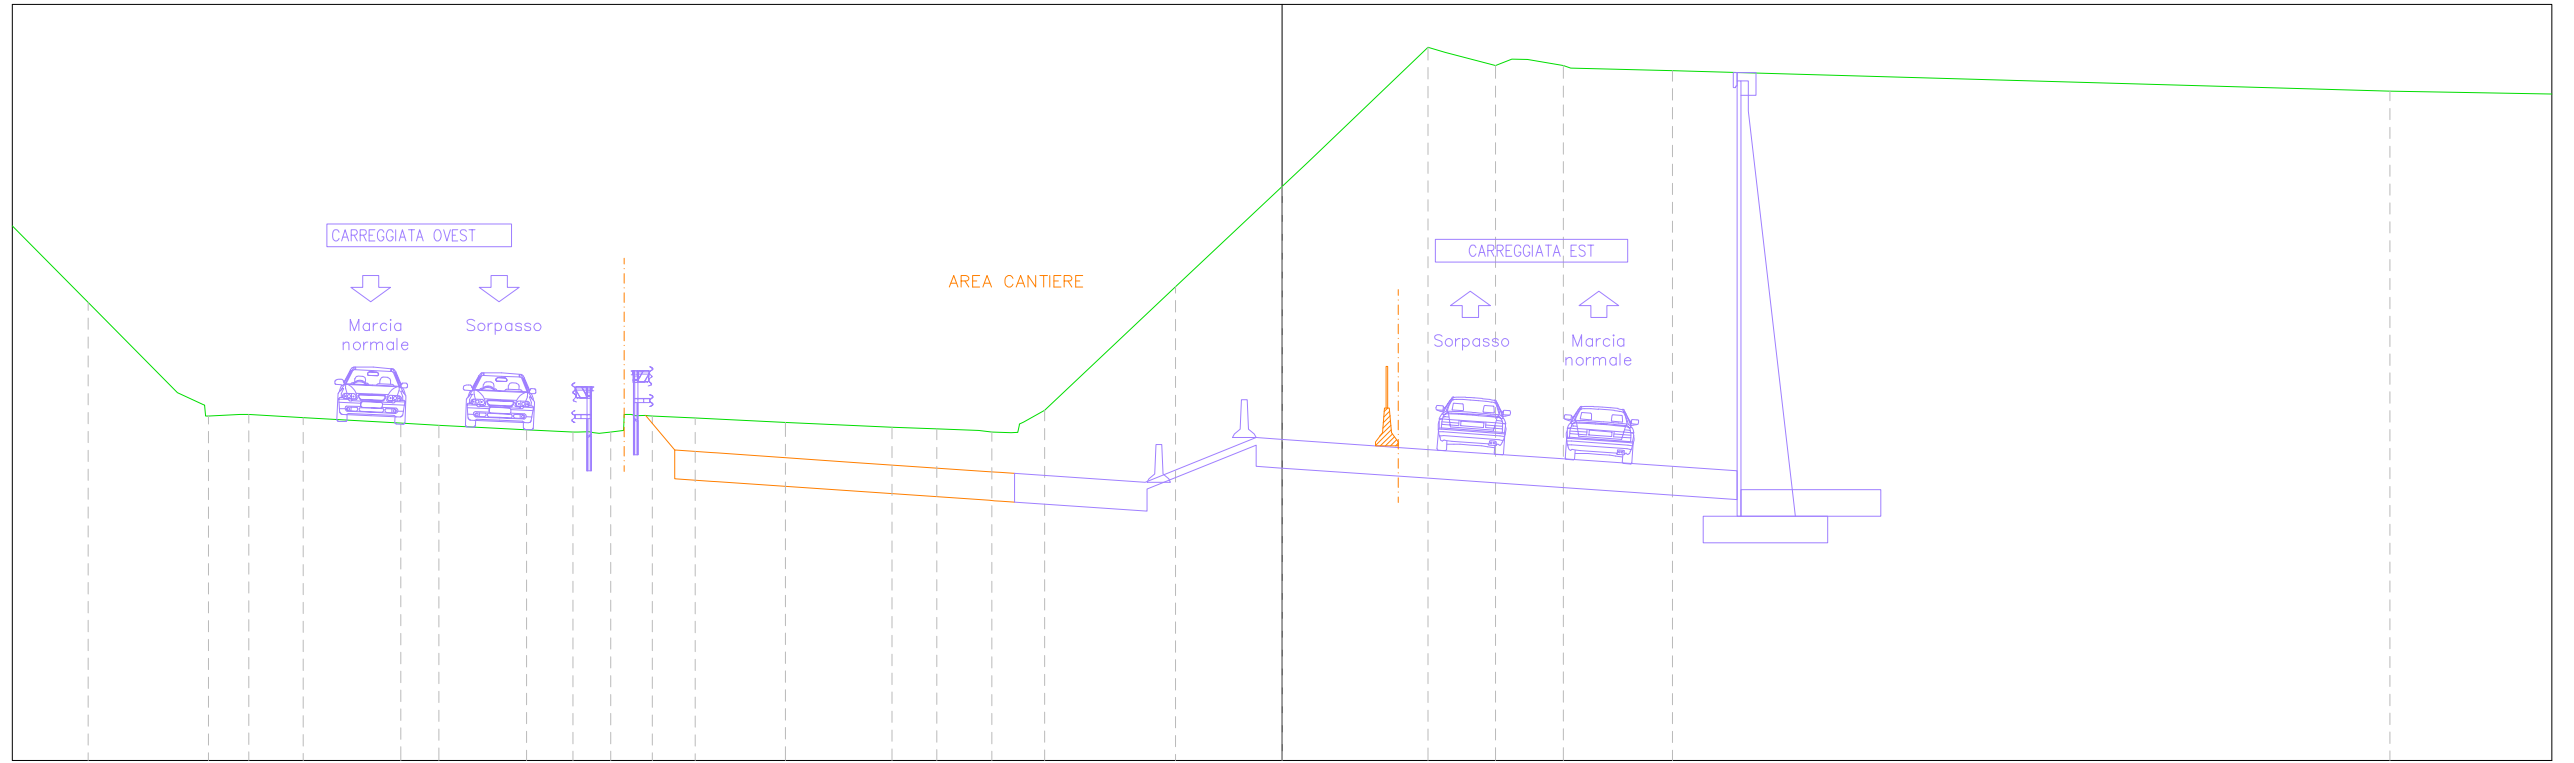 CARREGGIATA OVEST
Marcia
normale
Sorpasso
AREA CANTIERE
CARREGGIATA EST
Sorpasso
Marcia
normale